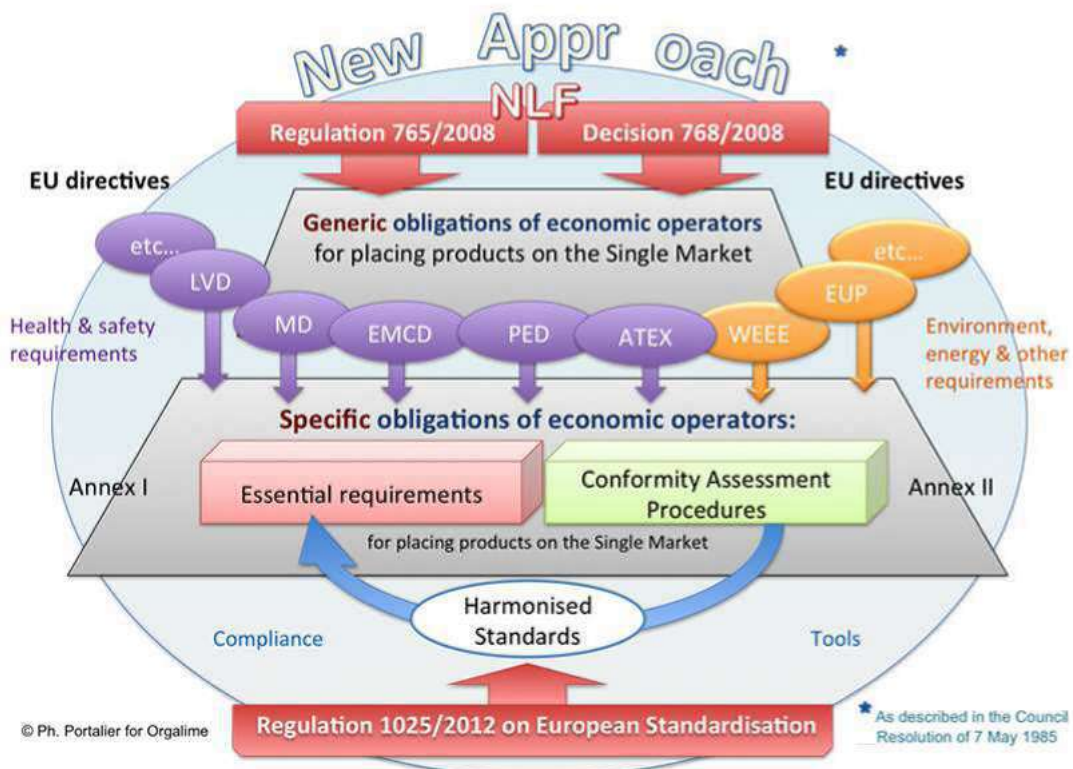 New Appr oach *
NLF
Regulation 765/2008
Decision 768/2008
EU directives
EU directives
Generic obligations of economic operators
for placing products on the Single Market
etc...
LVD
MD
EMCD
PED
ATEX
WEEE
EUP
etc...
Health & safety
requirements
Environment,
energy & other
requirements
Specific obligations of economic operators:
Annex I
Essential requirements
Conformity Assessment
Procedures
Annex II
for placing products on the Single Market
Harmonised
Standards
Compliance
Tools
Regulation 1025/2012 on European Standardisation
© Ph. Portalier for Orgalime
* As described in the Council
Resolution of 7 May 1985